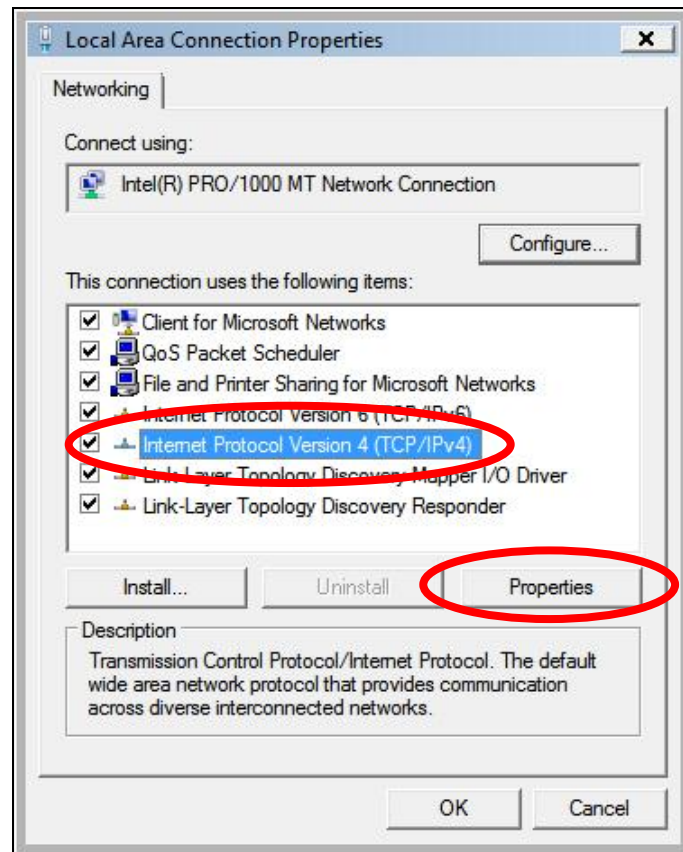 Local Area Connection Properties
Networking
Connect using:
Intel(R) PRO/1000 MT Network Connection
Configure...
This connection uses the following items:
Client for Microsoft Networks
QoS Packet Scheduler
File and Printer Sharing for Microsoft Networks
Internet Protocol Version 6 (TCP/IPv6)
Internet Protocol Version 4 (TCP/IPv4)
Link-Layer Topology Discovery Mapper I/O Driver
Link-Layer Topology Discovery Responder
Install... Uninstall Properties
Description
Transmission Control Protocol/Internet Protocol. The default
wide area network protocol that provides communication
across diverse interconnected networks.
OK Cancel